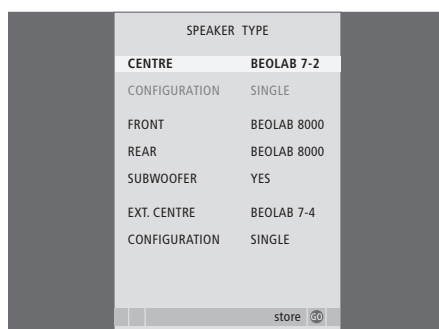 SPEAKER TYPE
CENTRE BEOLAB 7-2
CONFIGURATION SINGLE
FRONT BEOLAB 8000
REAR BEOLAB 8000
SUBWOOFER YES
EXT. CENTRE BEOLAB 7-4
CONFIGURATION SINGLE
store GO